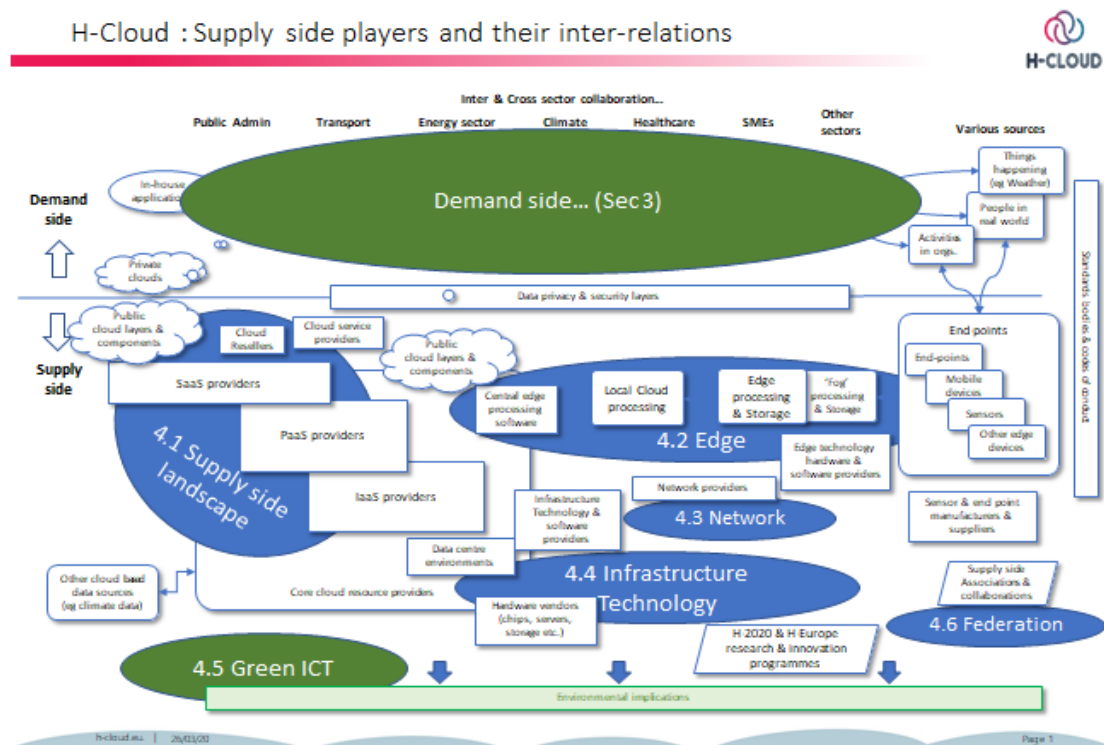 H-Cloud : Supply side players and their inter-relations
H-CLOUD
Inter & Cross sector collaboration...
Public Admin
Transport
Energy sector
Climate
Healthcare
SMEs
Other
sectors
Various sources
Things
happening
(eg Weather)
In-house
application
Demand
side
Demand side... (Sec 3)
People in
real world
Activities
in orgs.
Private
clouds
Data privacy & security layers
Standards bodies & codes of conduct
Public
cloud layers &
components
Cloud
Resellers
Cloud service
providers
Public
cloud layers &
components
End points
End-points
Mobile
devices
Sensors
Other edge
devices
Supply
side
SaaS providers
PaaS providers
IaaS providers
4.1 Supply side
landscape
Central edge
processing
software
Local Cloud
processing
Edge
processing
& Storage
'Fog'
processing
& Storage
4.2 Edge
Edge technology
hardware &
software providers
Network providers
4.3 Network
Infrastructure
Technology &
software
providers
Sensor & end point
manufacturers &
suppliers
Data centre
environments
Other cloud baad
data sources
(eg climate data)
Core cloud resource providers
4.4 Infrastructure
Technology
Hardware vendors
(chips, servers,
storage etc.)
Supply side
Associations &
collaborations
4.6 Federation
H-2020 & H-Europe
research & innovation
programmes
4.5 Green ICT
Environmental implications
h-cloud.eu | 26/03/20
Page 1